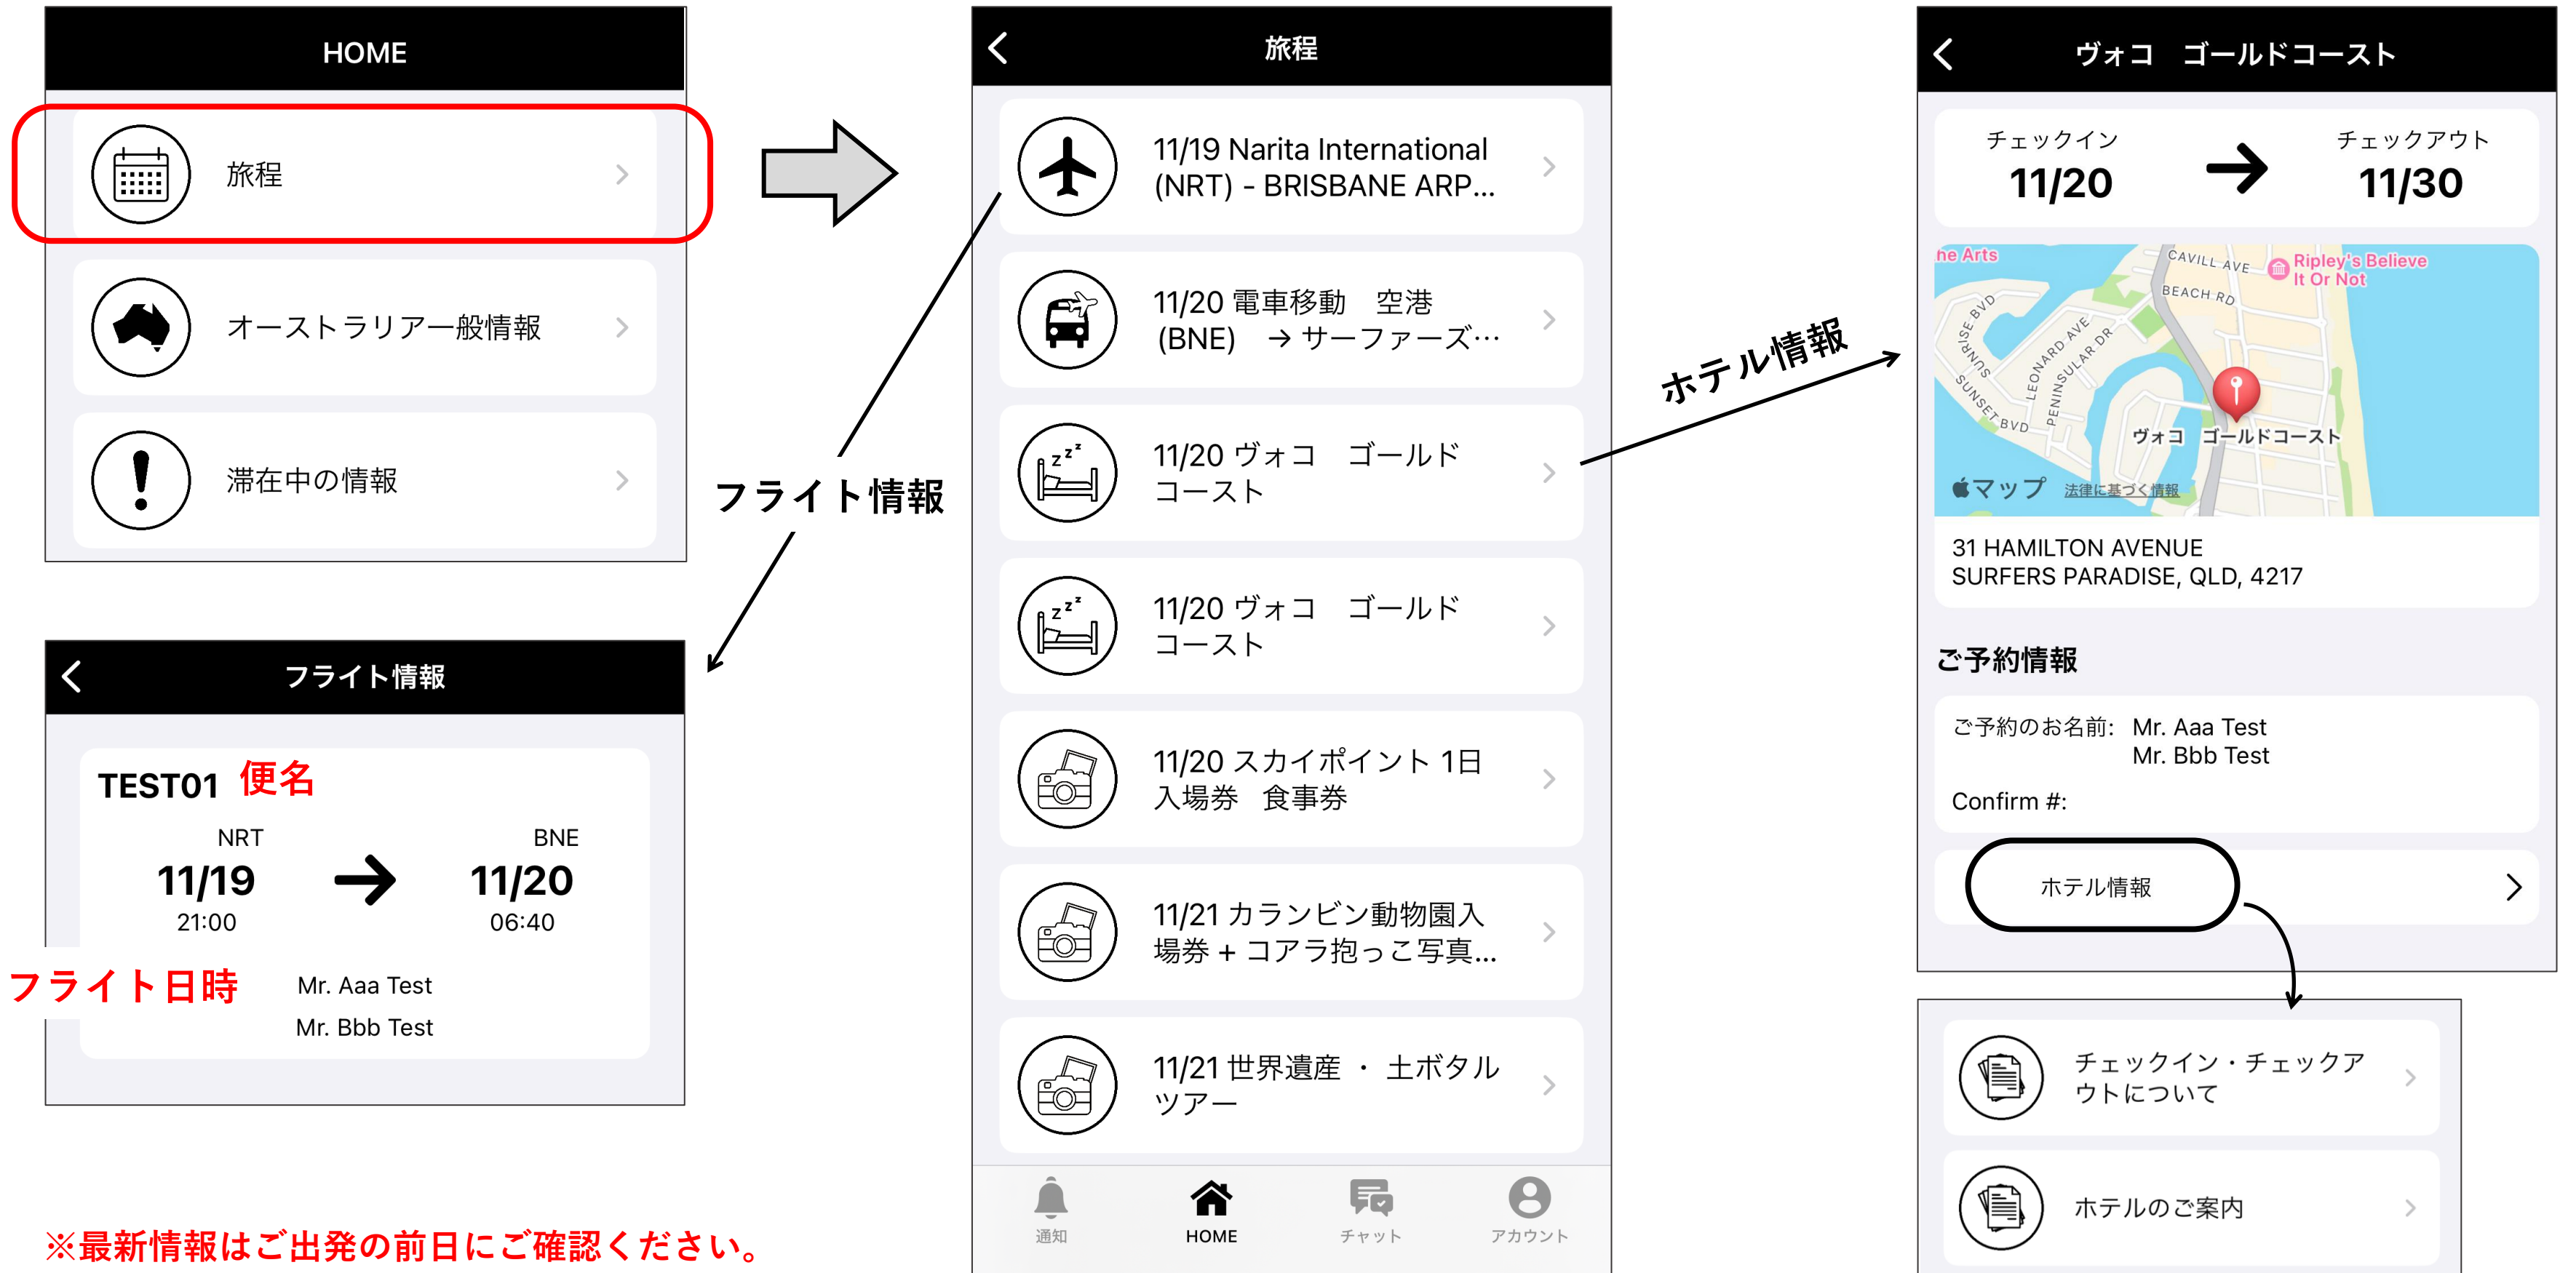 HOME
旅程
オーストラリア一般情報
滞在中の情報
フライト情報
フライト情報
TEST01 便名
NRT
11/19
21:00
BNE
11/20
06:40
フライト日時
Mr. Aaa Test
Mr. Bbb Test
※最新情報はご出発の前日にご確認ください。
旅程
11/19 Narita International
(NRT) - BRISBANE ARP...
11/20 電車移動　空港
(BNE)　→ サーファーズ…
11/20 ヴォコ　ゴールド
コースト
11/20 ヴォコ　ゴールド
コースト
11/20 スカイポイント 1日
入場券　食事券
11/21 カランビン動物園入
場券 + コアラ抱っこ写真...
11/21 世界遺産 ・ 土ボタル
ツアー
通知
HOME
チャット
アカウント
ホテル情報
ヴォコ　ゴールドコースト
チェックイン
11/20
チェックアウト
11/30
he Arts
CAVILL AVE
Ripley's Believe
It Or Not
BEACH RD
SUNRISE BVD
LEONARD AVE
PENINSULAR DR
SUNSET BVD
ヴォコ　ゴールドコースト
マップ 法律に基づく情報
31 HAMILTON AVENUE
SURFERS PARADISE, QLD, 4217
ご予約情報
ご予約のお名前: Mr. Aaa Test
Mr. Bbb Test
Confirm #:
ホテル情報
チェックイン・チェックア
ウトについて
ホテルのご案内